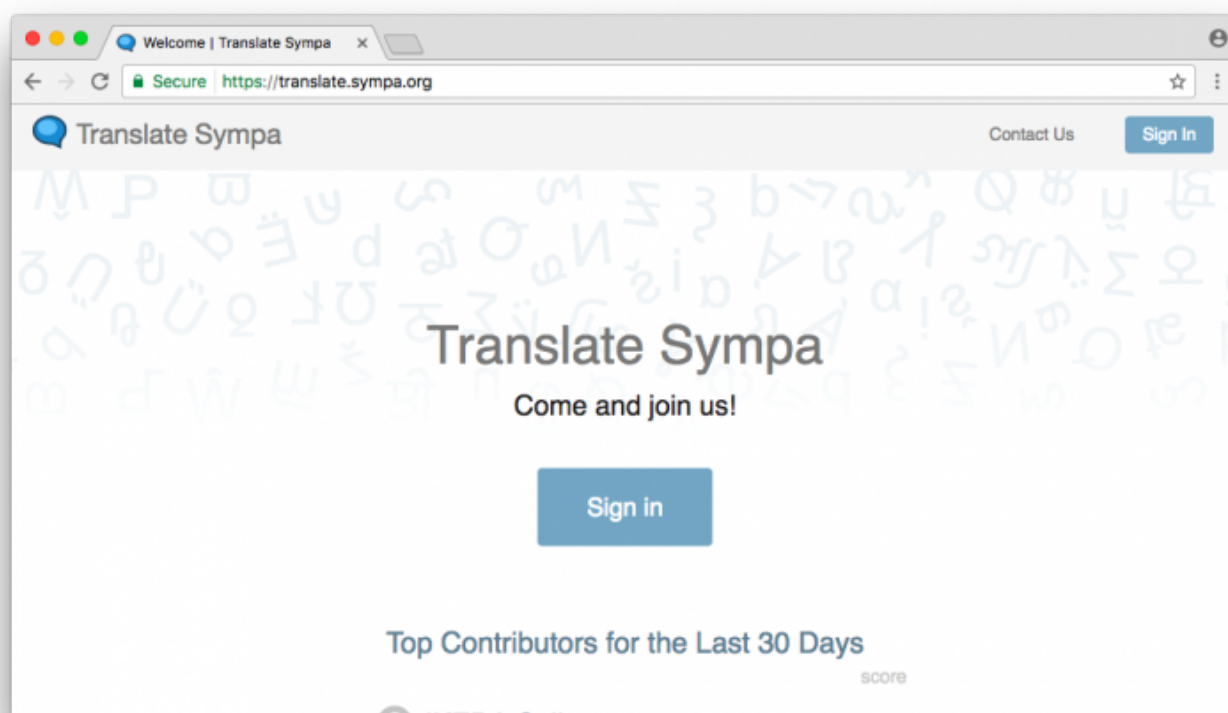 Welcome | Translate Sympa
Secure https://translate.sympa.org
Translate Sympa
Contact Us
Sign In
Translate Sympa
Come and join us!
Sign in
Top Contributors for the Last 30 Days
score